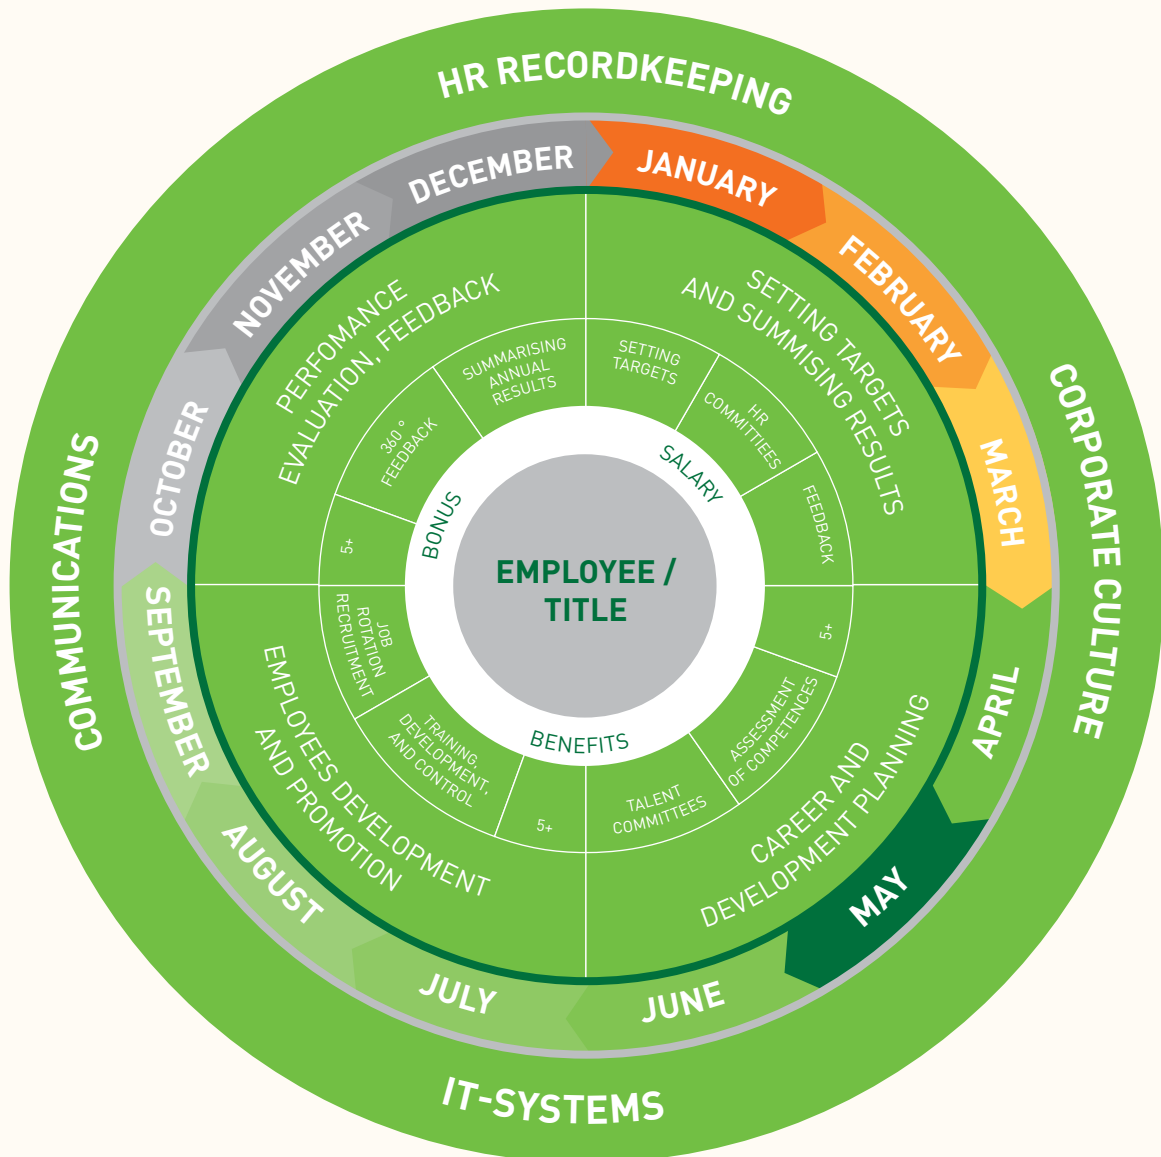 HR RECORDKEEPING
CORPORATE CULTURE
IT-SYSTEMS
COMMUNICATIONS
JANUARY
FEBRUARY
MARCH
APRIL
MAY
JUNE
JULY
AUGUST
SEPTEMBER
OCTOBER
NOVEMBER
DECEMBER
SETTING TARGETS
AND SUMMISING RESULTS
CAREER AND
DEVELOPMENT PLANNING
EMPLOYEES DEVELOPMENT
AND PROMOTION
PERFOMANCE
EVALUATION, FEEDBACK
SETTING
TARGETS
HR
COMMITIEES
FEEDBACK
5+
ASSESSMENT
OF COMPETENCES
TALENT
COMMITTEES
5+
TRAINING,
DEVELOPMENT,
AND CONTROL
JOB
ROTATION
RECRUITMENT
5+
360 °
FEEDBACK
SUMMARISING
ANNUAL
RESULTS
SALARY
BENEFITS
BONUS
EMPLOYEE /
TITLE